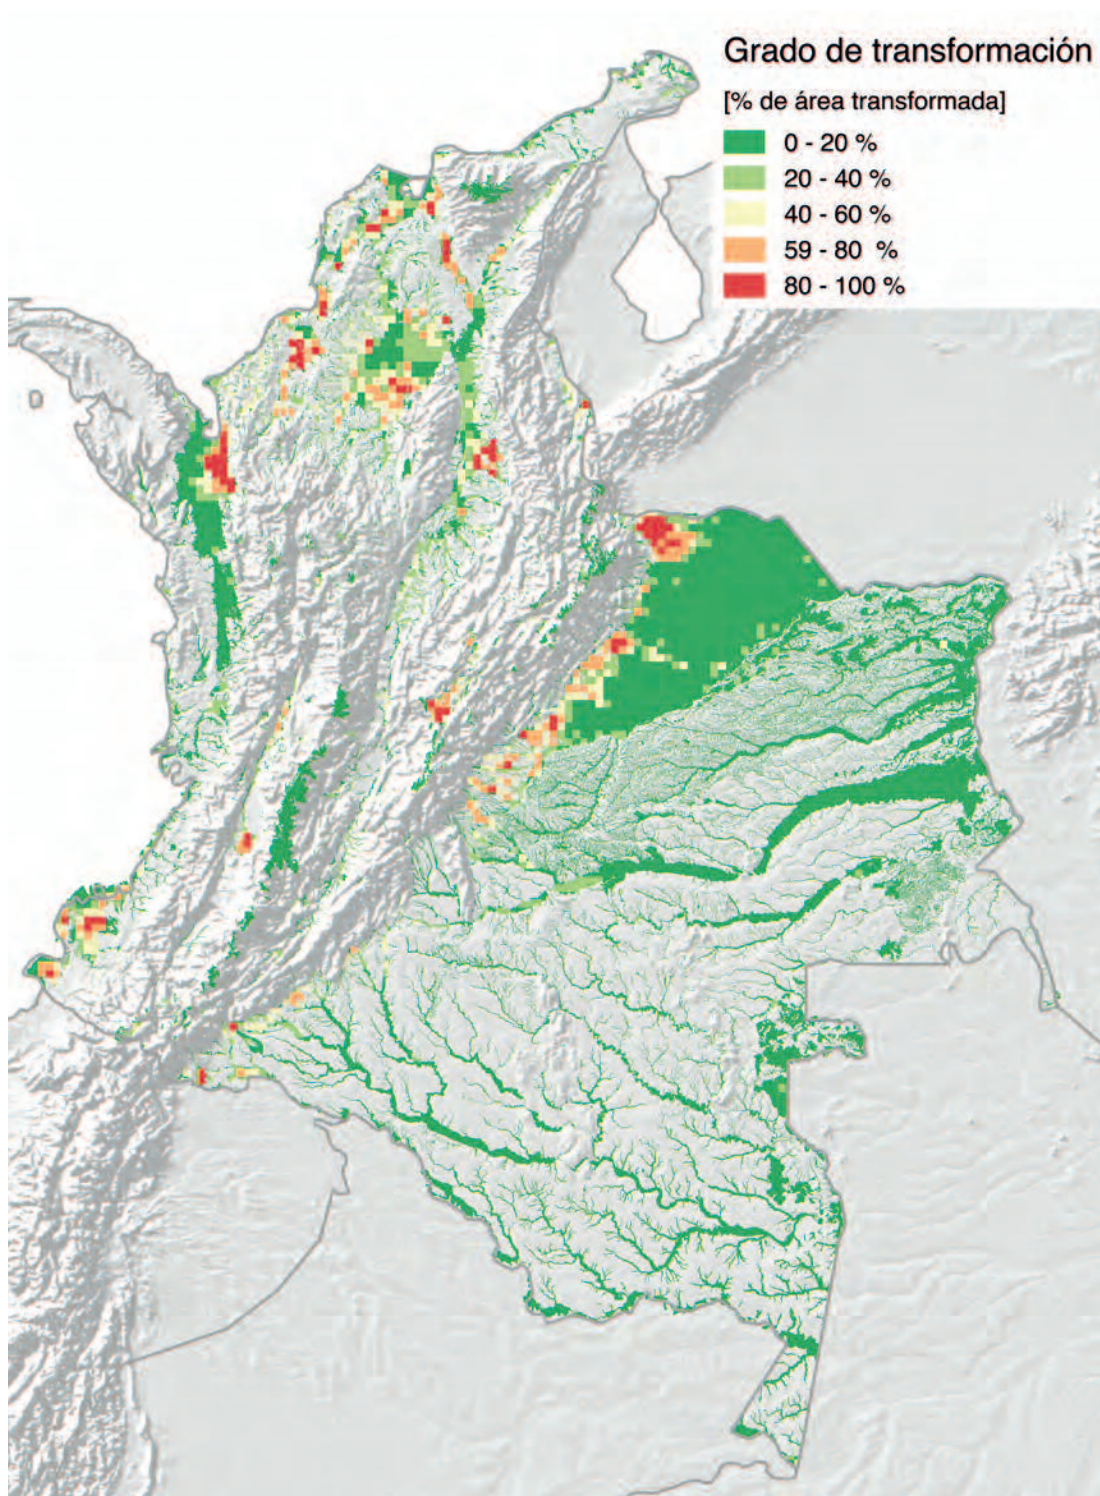 Grado de transformación
[% de área transformada]
0 - 20 %
20 - 40 %
40 - 60 %
59 - 80 %
80 - 100 %